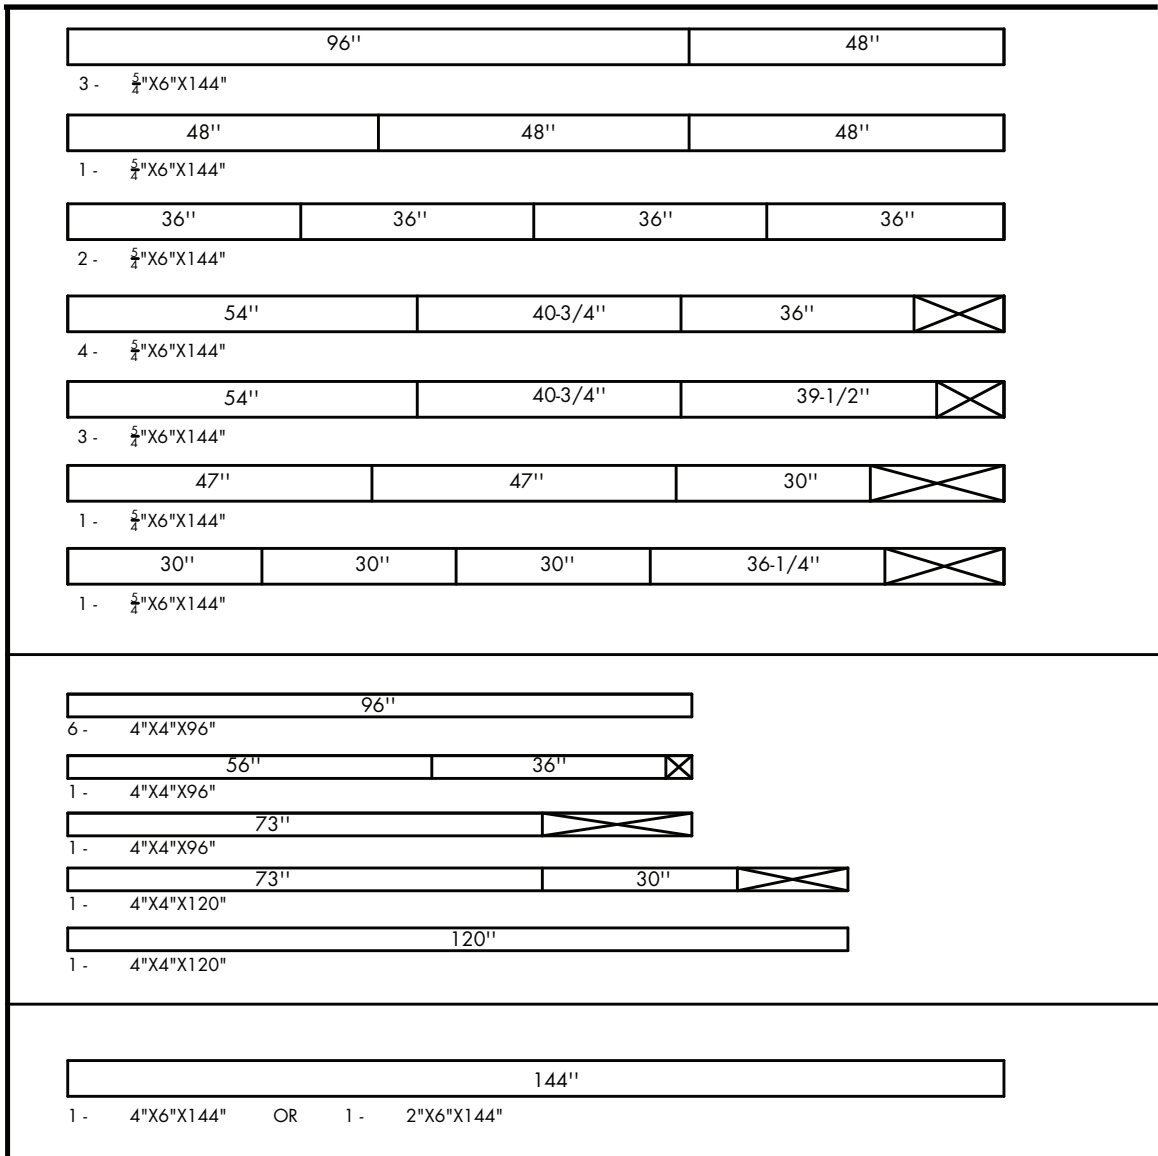 96'' 48''
3 - 5/4"X6"X144"
48'' 48'' 48''
1 - 5/4"X6"X144"
36'' 36'' 36'' 36''
2 - 5/4"X6"X144"
54'' 40-3/4'' 36''
4 - 5/4"X6"X144"
54'' 40-3/4'' 39-1/2''
3 - 5/4"X6"X144"
47'' 47'' 30''
1 - 5/4"X6"X144"
30'' 30'' 30'' 36-1/4''
1 - 5/4"X6"X144"
96''
6 - 4"X4"X96"
56'' 36''
1 - 4"X4"X96"
73''
1 - 4"X4"X96"
73'' 30''
1 - 4"X4"X120"
120''
1 - 4"X4"X120"
144''
1 - 4"X6"X144" OR 1 - 2"X6"X144"